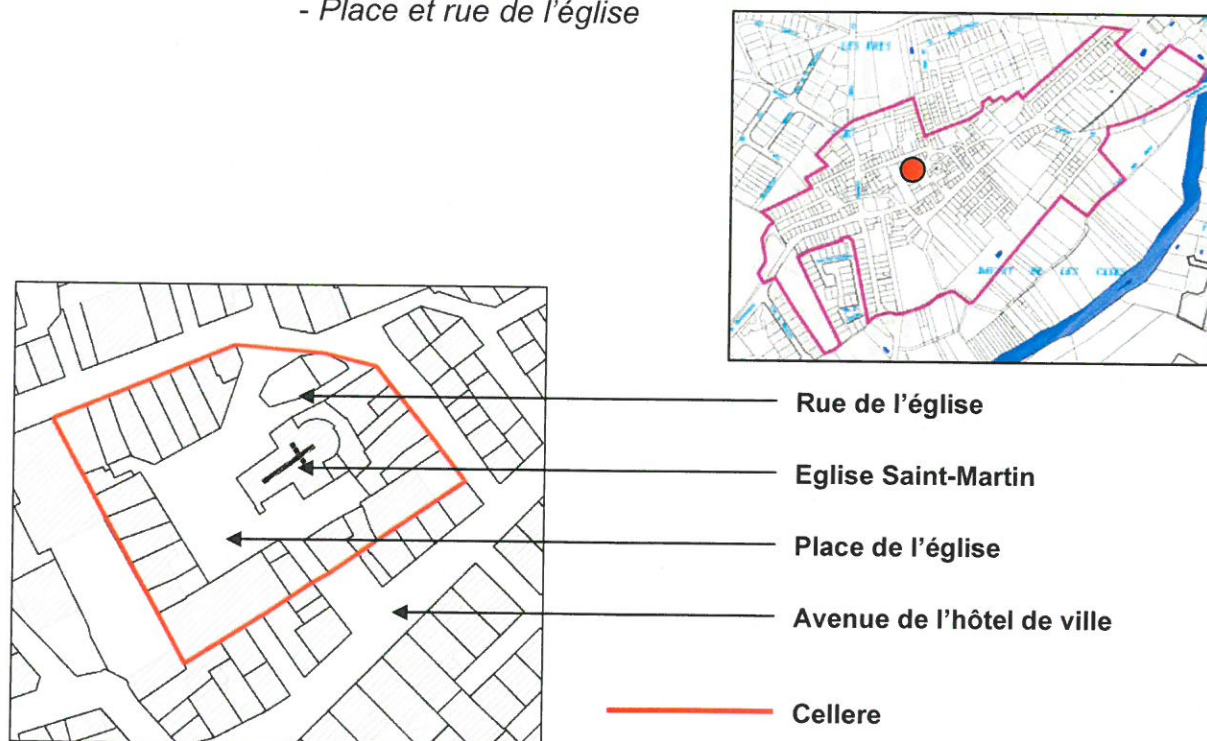 - Place et rue de l'église
Rue de l'église
Eglise Saint-Martin
Place de l'église
Avenue de l'hôtel de ville
Cellere